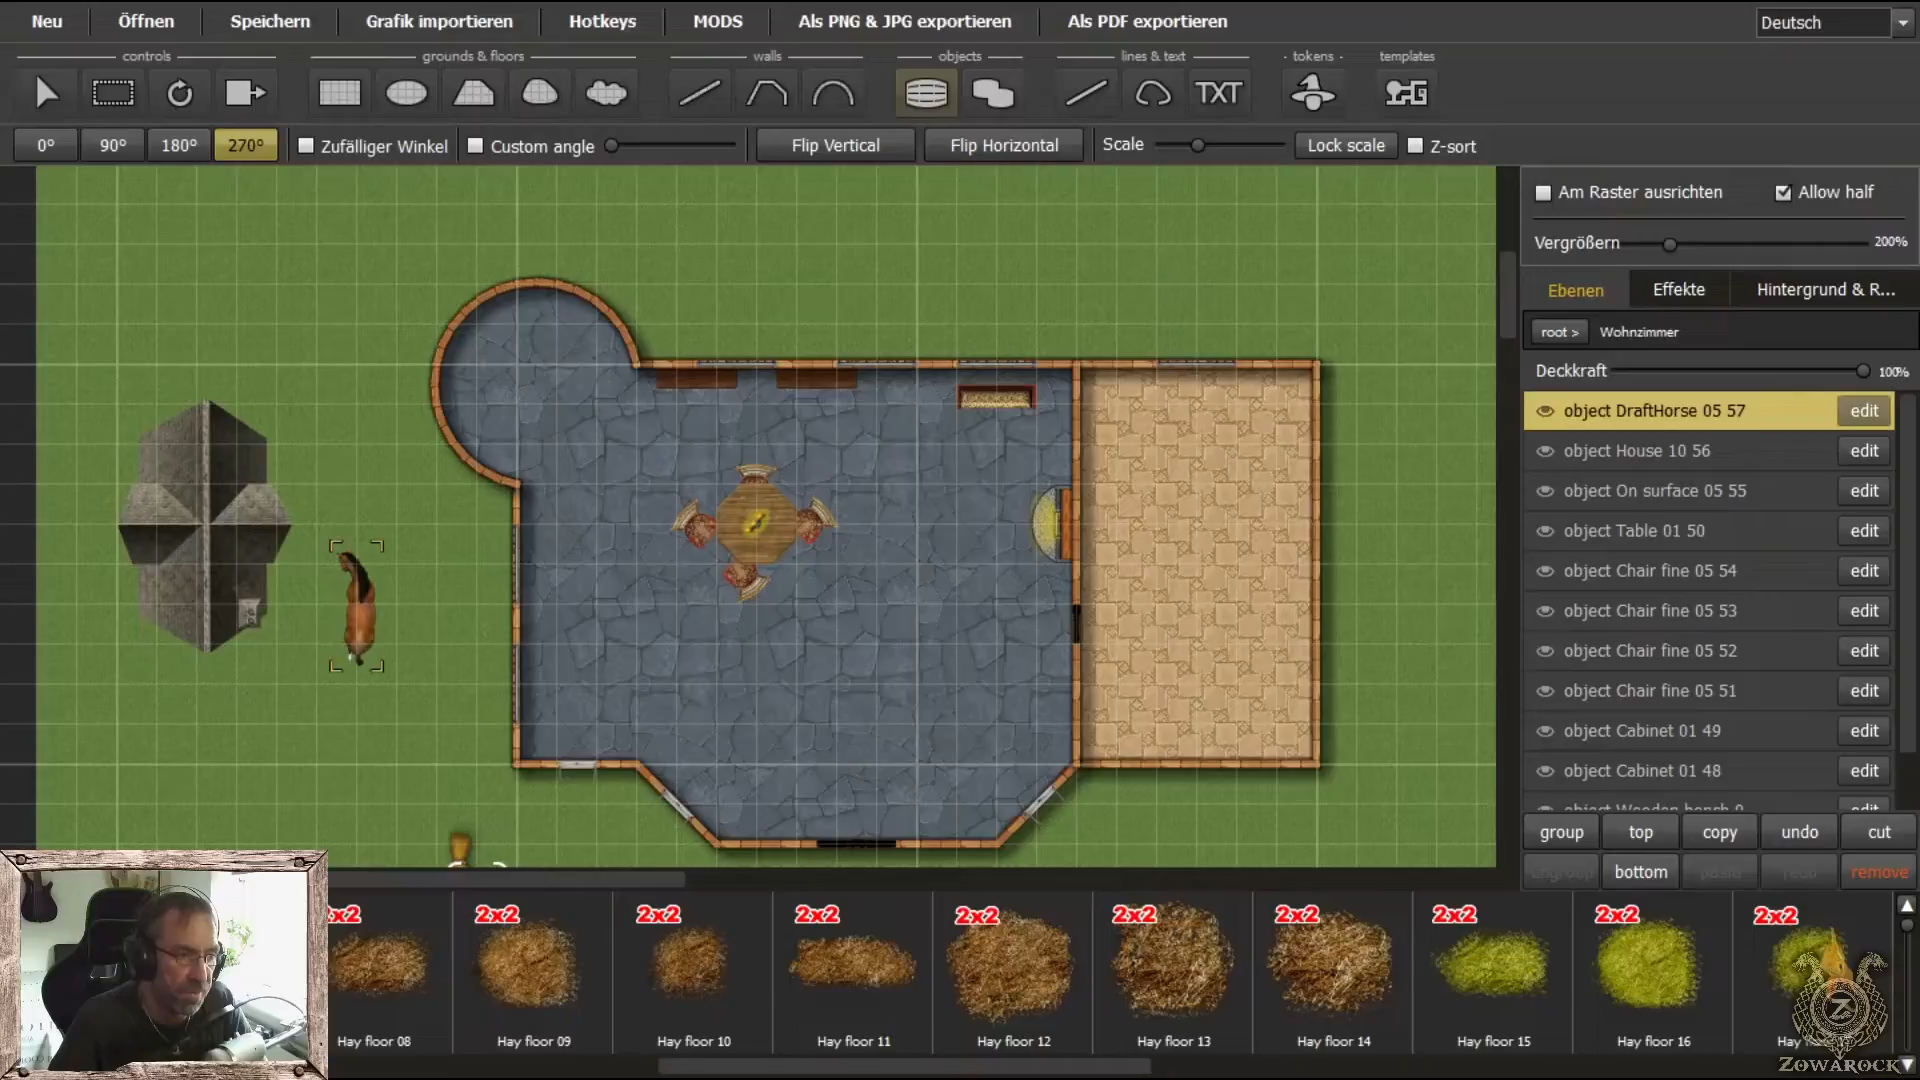 Neu Öffnen Speichern Grafik importieren Hotkeys MODS Als PNG & JPG exportieren Als PDF exportieren Deutsch
controls grounds & floors walls objects lines & text tokens templates
TXT
0° 90° 180° 270° Zufälliger Winkel Custom angle Flip Vertical Flip Horizontal Scale Lock scale Z-sort
Am Raster ausrichten Allow half
Vergrößern 200%
Ebenen Effekte Hintergrund & R...
root > Wohnzimmer
Deckkraft 100%
object DraftHorse 05 57 edit
object House 10 56 edit
object On surface 05 55 edit
object Table 01 50 edit
object Chair fine 05 54 edit
object Chair fine 05 53 edit
object Chair fine 05 52 edit
object Chair fine 05 51 edit
object Cabinet 01 49 edit
object Cabinet 01 48 edit
group top copy undo cut
ungroup bottom paste redo remove
2x2 2x2 2x2 2x2 2x2 2x2 2x2 2x2 2x2 2x2
Hay floor 08 Hay floor 09 Hay floor 10 Hay floor 11 Hay floor 12 Hay floor 13 Hay floor 14 Hay floor 15 Hay floor 16
ZOWAROCK